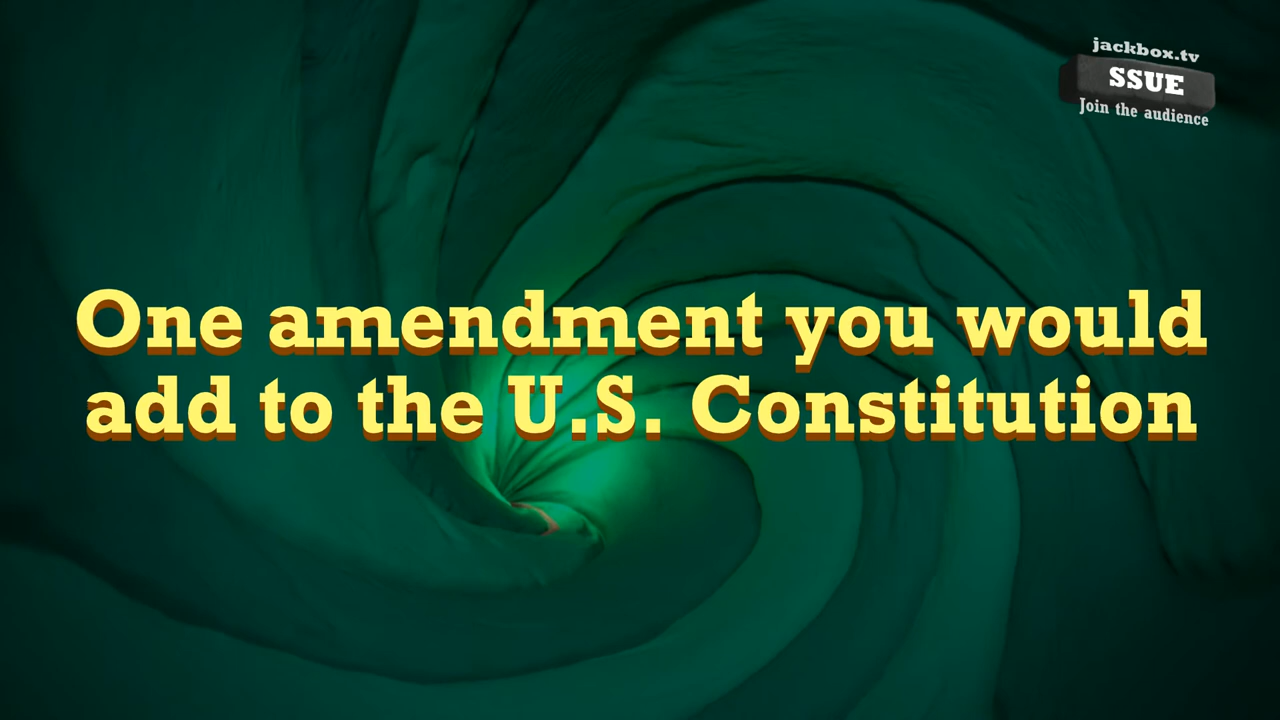 jackbox.tv
SSUE
Join the audience
One amendment you would
add to the U.S. Constitution